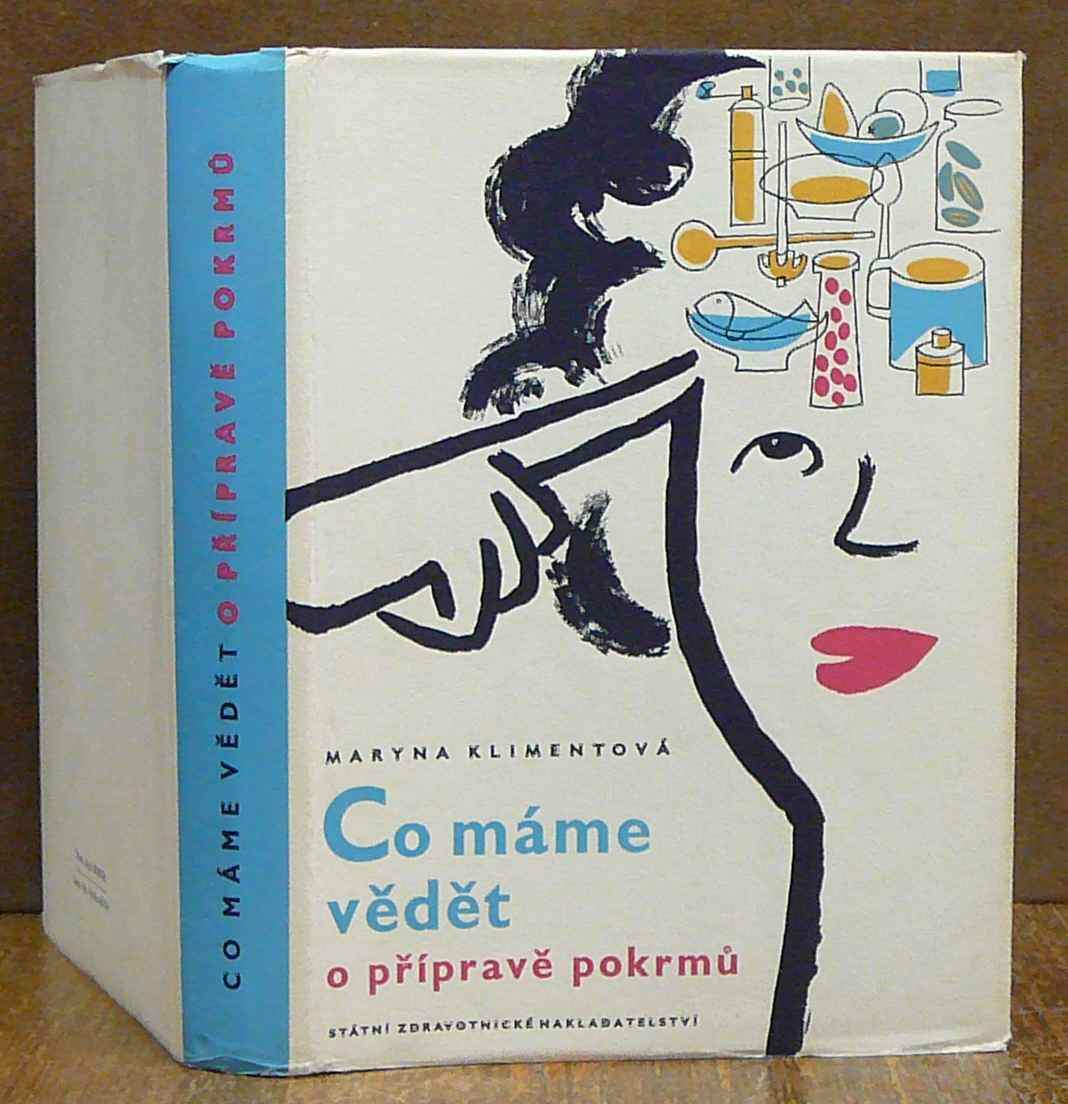 CO MÁME VĚDĚT O PŘÍPRAVĚ POKRMŮ
MARYNA KLIMENTOVÁ
Co máme
vědět
o přípravě pokrmů
STÁTNÍ ZDRAVOTNICKÉ NAKLADATELSTVÍ